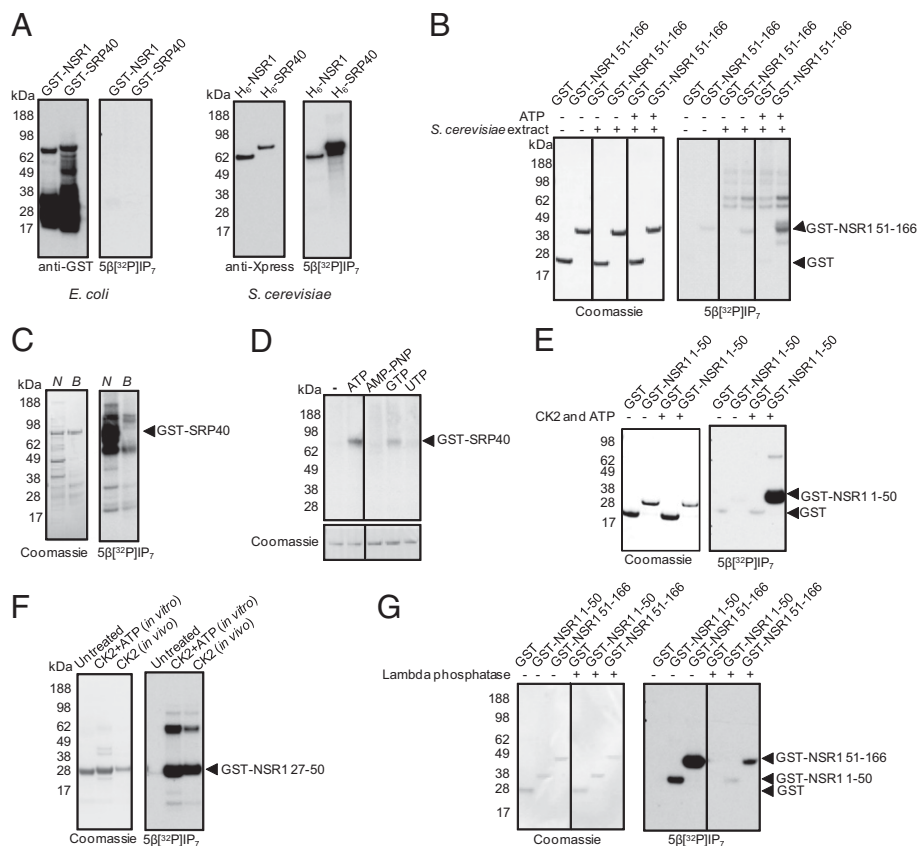 A
GST-NSR1
GST-SRP40
GST-NSR1
GST-SRP40
H6-NSR1
H6-SRP40
H6-NSR1
H6-SRP40
kDa
188
98
62
49
38
28
17
anti-GST
5β[32P]IP7
E. coli
188
98
62
49
38
28
17
anti-Xpress
5β[32P]IP7
S. cerevisiae
B
GST
GST-NSR1 51-166
GST
GST-NSR1 51-166
GST
GST-NSR1 51-166
GST
GST-NSR1 51-166
GST
GST-NSR1 51-166
GST
GST-NSR1 51-166
ATP
- - - - + +
- - - - + +
S. cerevisiae extract
- - + + + +
- - + + + +
kDa
188
98
62
49
38
28
17
GST-NSR1 51-166
GST
Coomassie
5β[32P]IP7
C
N B
N B
kDa
188
98
62
49
38
28
17
GST-SRP40
Coomassie
5β[32P]IP7
D
-
ATP
AMP-PNP
GTP
UTP
kDa
188
98
62
49
38
28
GST-SRP40
Coomassie
E
GST
GST-NSR1 1-50
GST
GST-NSR1 1-50
GST
GST-NSR1 1-50
GST
GST-NSR1 1-50
CK2 and ATP
- - + +
- - + +
98
62
49
38
28
17
GST-NSR1 1-50
GST
Coomassie
5β[32P]IP7
F
Untreated
CK2+ATP (in vitro)
CK2 (in vivo)
Untreated
CK2+ATP (in vitro)
CK2 (in vivo)
kDa
188
98
62
49
38
28
17
GST-NSR1 27-50
Coomassie
5β[32P]IP7
G
GST
GST-NSR1 1-50
GST-NSR1 51-166
GST
GST-NSR1 1-50
GST-NSR1 51-166
GST
GST-NSR1 1-50
GST-NSR1 51-166
GST
GST-NSR1 1-50
GST-NSR1 51-166
Lambda phosphatase
- - - + + +
- - - + + +
188
98
62
49
38
28
17
GST-NSR1 51-166
GST-NSR1 1-50
GST
Coomassie
5β[32P]IP7